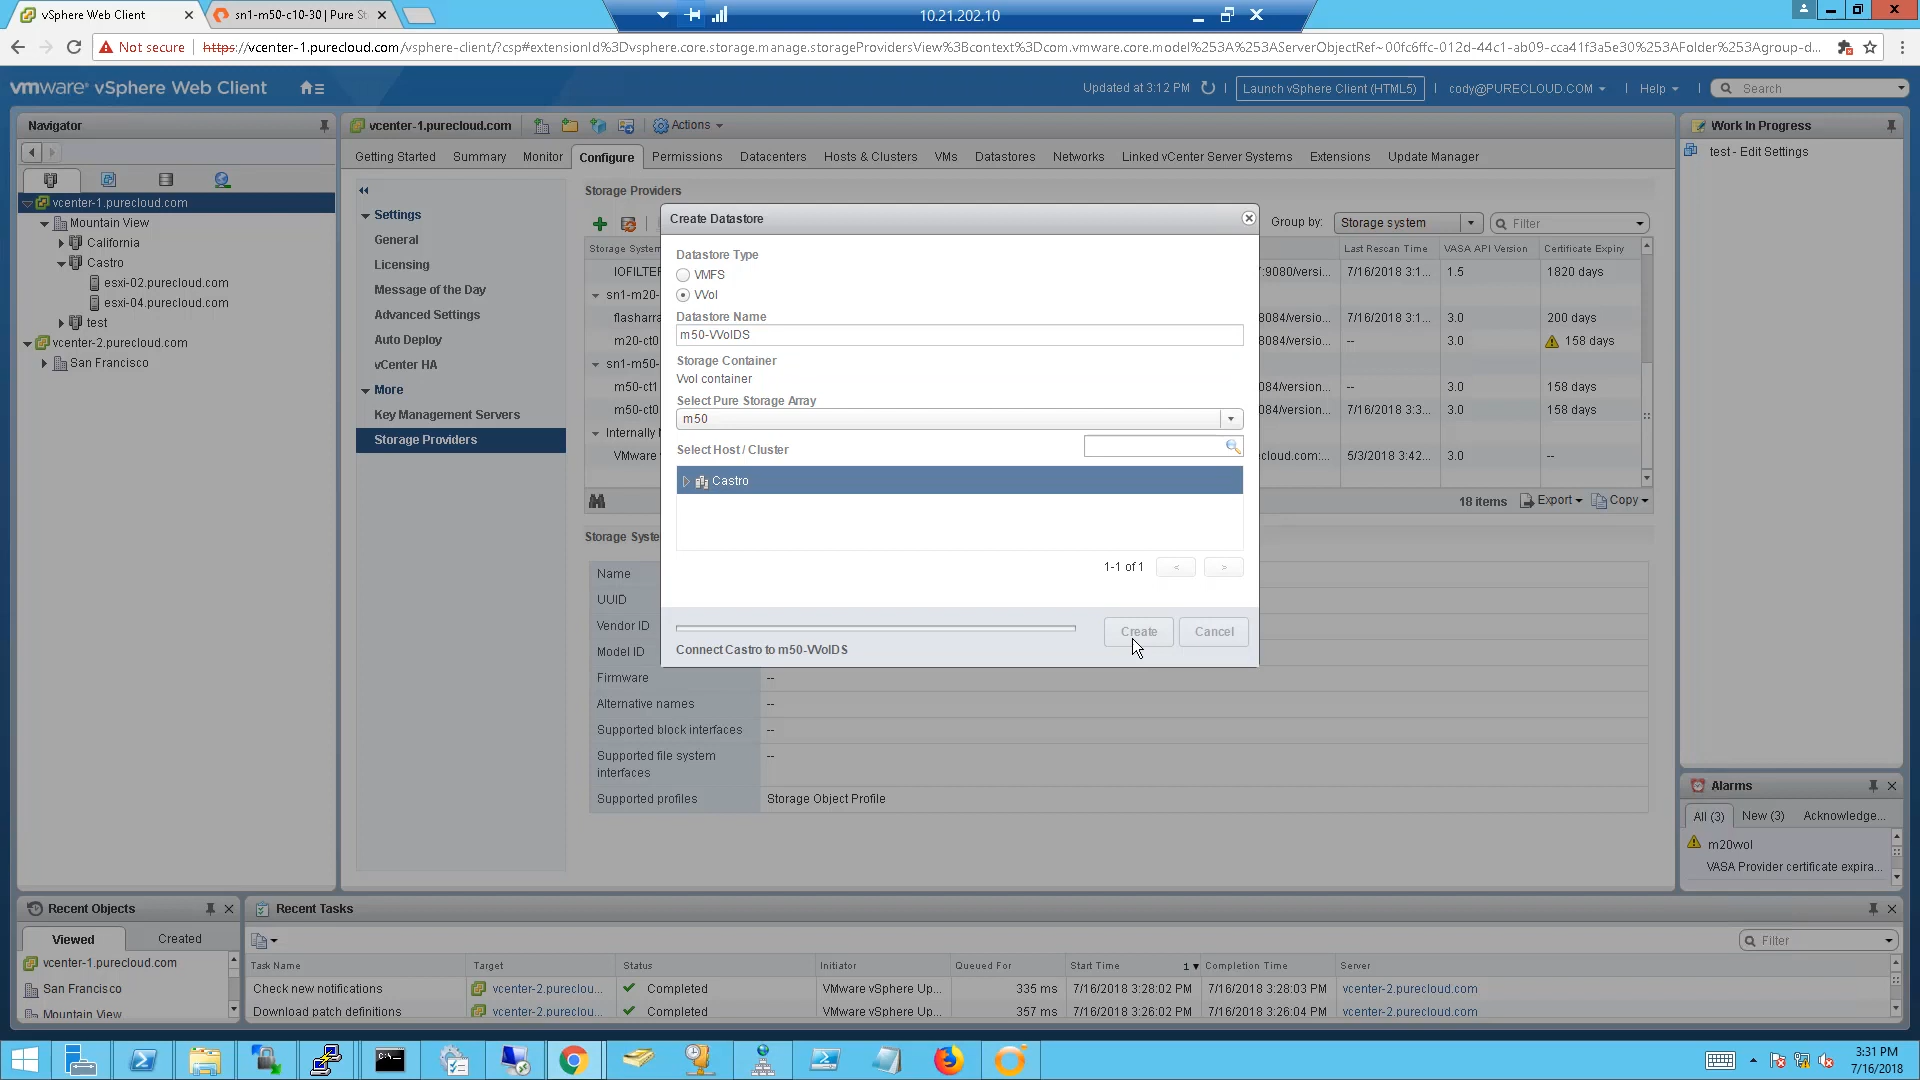 vSphere Web Client
sn1-m50-c10-30 | Pure St
10.21.202.10
Not secure
https://vcenter-1.purecloud.com/vsphere-client/?csp#extensionId%3Dvsphere.core.storage.manage.storageProvidersView%3Bcontext%3Dcom.vmware.core.model%253A%253AServerObjectRef~00fc6ffc-012d-44c1-ab09-cca41f3a5e30%253AFolder%253Agroup-d...
vmware® vSphere Web Client
Updated at 3:12 PM
Launch vSphere Client (HTML5)
cody@PURECLOUD.COM
Help
Search
Navigator
vcenter-1.purecloud.com
Mountain View
California
Castro
esxi-02.purecloud.com
esxi-04.purecloud.com
test
vcenter-2.purecloud.com
San Francisco
vcenter-1.purecloud.com
Actions
Getting Started
Summary
Monitor
Configure
Permissions
Datacenters
Hosts & Clusters
VMs
Datastores
Networks
Linked vCenter Server Systems
Extensions
Update Manager
Settings
General
Licensing
Message of the Day
Advanced Settings
Auto Deploy
vCenter HA
More
Key Management Servers
Storage Providers
Storage Providers
Group by:
Storage system
Filter
Storage System
Last Rescan Time
VASA API Version
Certificate Expiry
IOFILTER
:9080/versi...
7/16/2018 3:1...
1.5
1820 days
sn1-m20-
flasharra
8084/versio...
7/16/2018 3:1...
3.0
200 days
m20-ct0
8084/versio...
--
3.0
158 days
sn1-m50-
m50-ct1
084/version...
--
3.0
158 days
m50-ct0
084/version...
7/16/2018 3:3...
3.0
158 days
Internally M
VMware
cloud.com:...
5/3/2018 3:42...
3.0
--
18 items
Export
Copy
Storage Syste
Name
UUID
Vendor ID
Model ID
Firmware
--
Alternative names
--
Supported block interfaces
--
Supported file system
interfaces
--
Supported profiles
Storage Object Profile
Create Datastore
Datastore Type
VMFS
VVol
Datastore Name
m50-VVolDS
Storage Container
Vvol container
Select Pure Storage Array
m50
Select Host / Cluster
Castro
1-1 of 1
<
>
Connect Castro to m50-VVolDS
Create
Cancel
Work In Progress
test - Edit Settings
Alarms
All (3)
New (3)
Acknowledge...
m20vvol
VASA Provider certificate expira...
Recent Objects
Viewed
Created
vcenter-1.purecloud.com
San Francisco
Mountain View
Recent Tasks
Filter
Task Name
Target
Status
Initiator
Queued For
Start Time
1
Completion Time
Server
Check new notifications
vcenter-2.pureclou...
Completed
VMware vSphere Up...
335 ms
7/16/2018 3:28:02 PM
7/16/2018 3:28:03 PM
vcenter-2.purecloud.com
Download patch definitions
vcenter-2.pureclou...
Completed
VMware vSphere Up...
357 ms
7/16/2018 3:26:02 PM
7/16/2018 3:26:04 PM
vcenter-2.purecloud.com
3:31 PM
7/16/2018